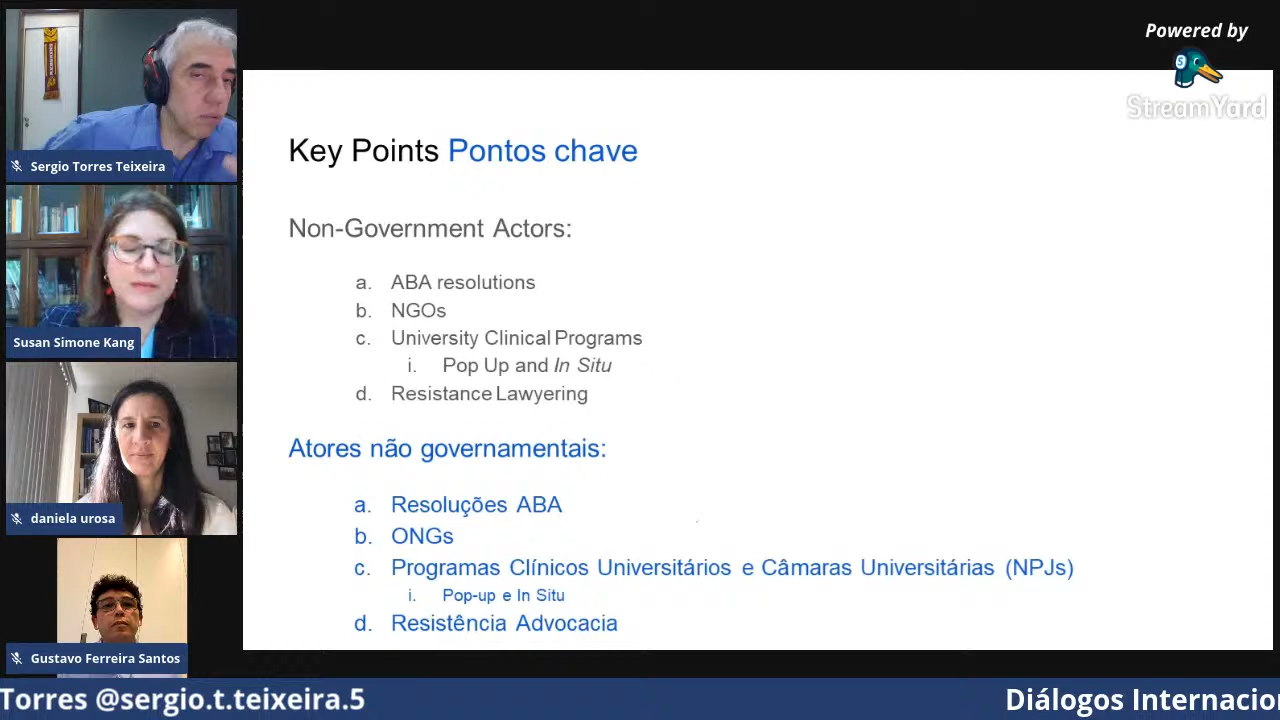 Powered by
StreamYard
Sergio Torres Teixeira
Susan Simone Kang
daniela urosa
Gustavo Ferreira Santos
Key Points Pontos chave
Non-Government Actors:
a. ABA resolutions
b. NGOs
c. University Clinical Programs
i. Pop Up and In Situ
d. Resistance Lawyering
Atores não governamentais:
a. Resoluções ABA
b. ONGs
c. Programas Clínicos Universitários e Câmaras Universitárias (NPJs)
i. Pop-up e In Situ
d. Resistência Advocacia
Torres @sergio.t.teixeira.5
Diálogos Internacio